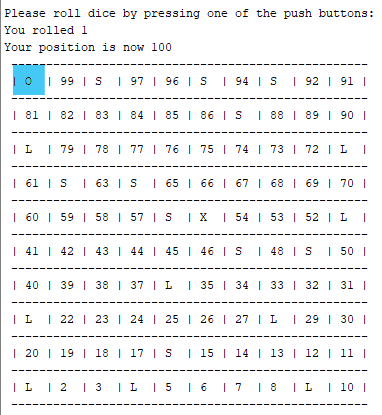 Please roll dice by pressing one of the push buttons:
You rolled 1
Your position is now 100
| O | 99 | S | 97 | 96 | S | 94 | S | 92 | 91 |
| 81 | 82 | 83 | 84 | 85 | 86 | S | 88 | 89 | 90 |
| L | 79 | 78 | 77 | 76 | 75 | 74 | 73 | 72 | L |
| 61 | S | 63 | S | 65 | 66 | 67 | 68 | 69 | 70 |
| 60 | 59 | 58 | 57 | S | X | 54 | 53 | 52 | L |
| 41 | 42 | 43 | 44 | 45 | 46 | S | 48 | S | 50 |
| 40 | 39 | 38 | 37 | L | 35 | 34 | 33 | 32 | 31 |
| L | 22 | 23 | 24 | 25 | 26 | 27 | L | 29 | 30 |
| 20 | 19 | 18 | 17 | S | 15 | 14 | 13 | 12 | 11 |
| L | 2 | 3 | L | 5 | 6 | 7 | 8 | L | 10 |